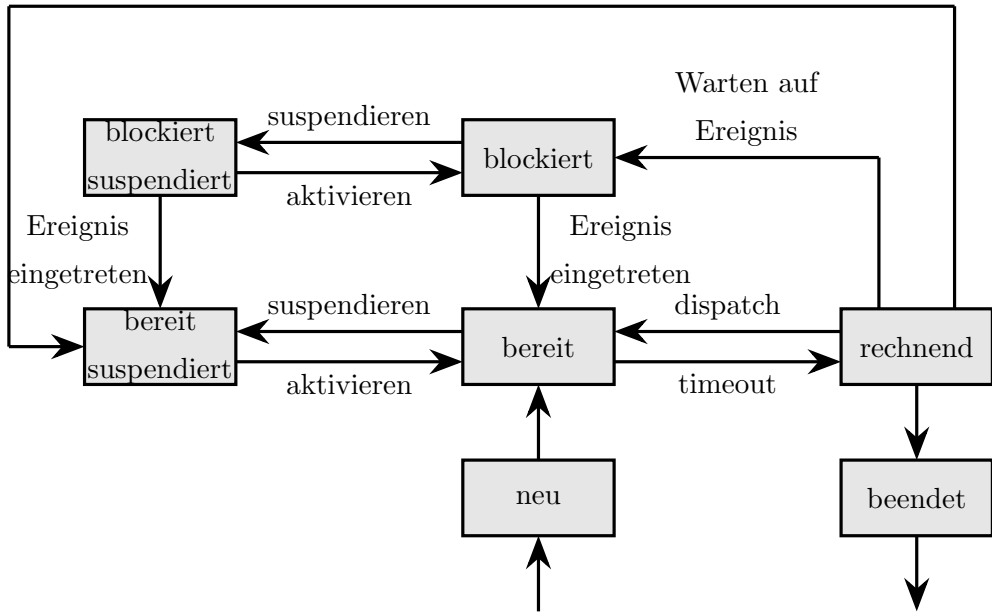 Warten auf
Ereignis
suspendieren
blockiert
suspendiert
blockiert
aktivieren
Ereignis
eingetreten
Ereignis
eingetreten
suspendieren
dispatch
bereit
suspendiert
bereit
rechnend
aktivieren
timeout
neu
beendet